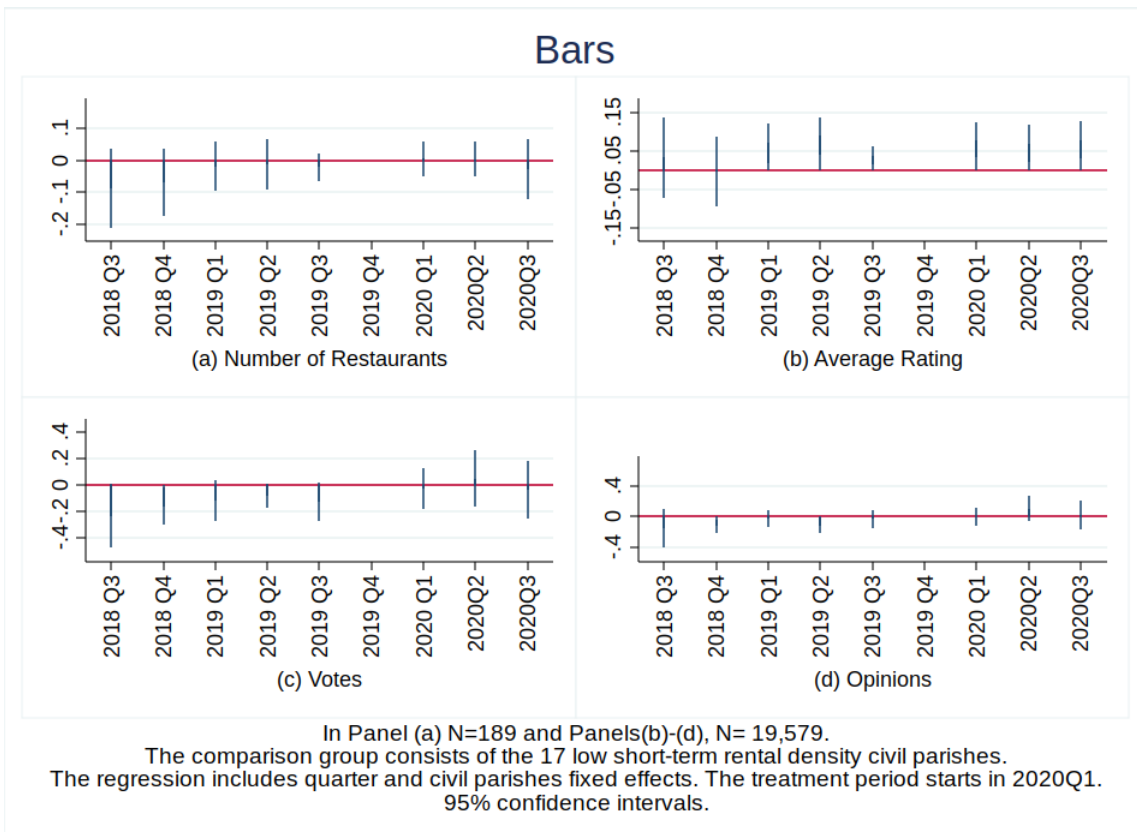 Bars
.1
0
-.1
-.2
2018 Q3
2018 Q4
2019 Q1
2019 Q2
2019 Q3
2019 Q4
2020 Q1
2020Q2
2020Q3
(a) Number of Restaurants
.15
.05
-.05
-.15
2018 Q3
2018 Q4
2019 Q1
2019 Q2
2019 Q3
2019 Q4
2020 Q1
2020Q2
2020Q3
(b) Average Rating
.4
.2
0
-.2
-.4
2018 Q3
2018 Q4
2019 Q1
2019 Q2
2019 Q3
2019 Q4
2020 Q1
2020Q2
2020Q3
(c) Votes
.4
0
-.4
2018 Q3
2018 Q4
2019 Q1
2019 Q2
2019 Q3
2019 Q4
2020 Q1
2020Q2
2020Q3
(d) Opinions
In Panel (a) N=189 and Panels(b)-(d), N= 19,579.
The comparison group consists of the 17 low short-term rental density civil parishes.
The regression includes quarter and civil parishes fixed effects. The treatment period starts in 2020Q1.
95% confidence intervals.